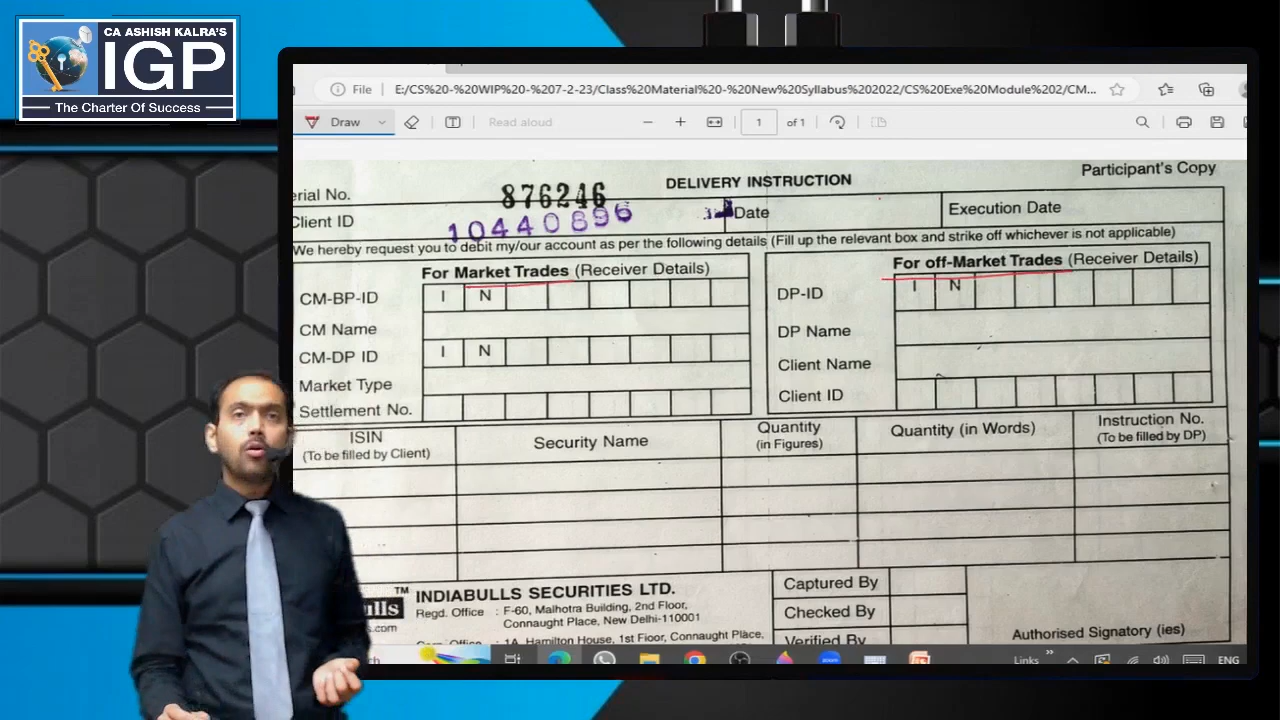 CA ASHISH KALRA'S
IGP
The Charter Of Success
File
E:/CS%20-%20WIP%20-%207-2-23/Class%20Material%20-%20New%20Syllabus%202022/CS%20Exe%20Module%202/CM...
Draw
Read aloud
1 of 1
Participant's Copy
erial No. 876246 DELIVERY INSTRUCTION
Client ID 10440896 Date Execution Date
We hereby request you to debit my/our account as per the following details (Fill up the relevant box and strike off whichever is not applicable)
For Market Trades (Receiver Details)
CM-BP-ID I N
CM Name
CM-DP ID I N
Market Type
Settlement No.
For off-Market Trades (Receiver Details)
DP-ID I N
DP Name
Client Name
Client ID
ISIN
(To be filled by Client)
Security Name
Quantity
(in Figures)
Quantity (in Words)
Instruction No.
(To be filled by DP)
ulls
s.com
TM INDIABULLS SECURITIES LTD.
Regd. Office : F-60, Malhotra Building, 2nd Floor,
Connaught Place, New Delhi-110001
Corp. Office : 1A, Hamilton House, 1st Floor, Connaught Place,
Captured By
Checked By
Verified By
Authorised Signatory (ies)
Links
ENG